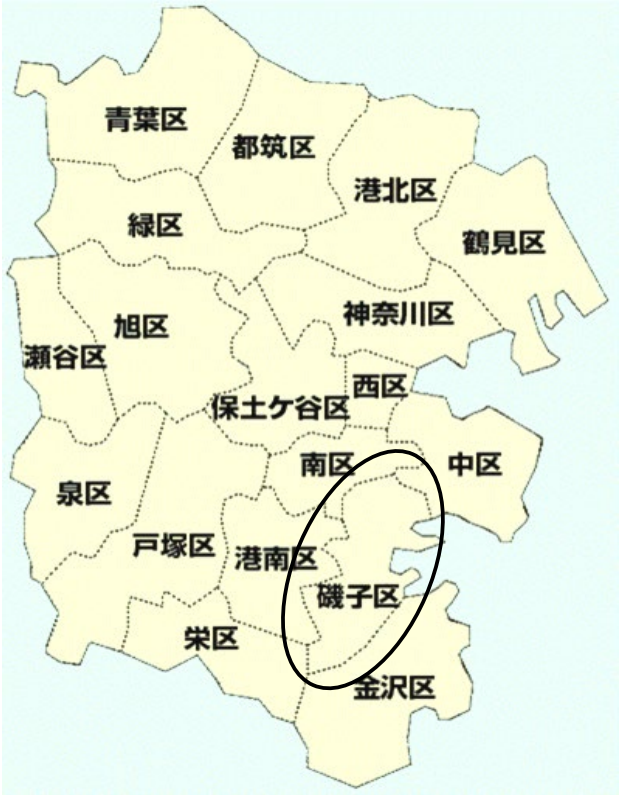 青葉区
都筑区
港北区
緑区
鶴見区
神奈川区
旭区
瀬谷区
西区
保土ケ谷区
南区
中区
泉区
戸塚区
港南区
磯子区
栄区
金沢区